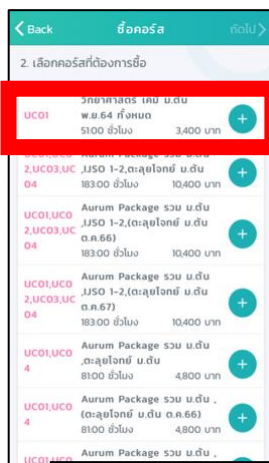 Back ซื้อคอร์ส ถัดไป
2. เลือกคอร์สที่ต้องการซื้อ
วิทยาศาสตร์ เคมี ม.ต้น
UC01 พ.ย.64 ทั้งหมด
51:00 ชั่วโมง 3,400 บาท
UC01,UC0 Aurum Package รวม ม.ต้น
2,UC03,UC ,IJSO 1-2,ตะลุยโจทย์ ม.ต้น
04 183:00 ชั่วโมง 10,400 บาท
Aurum Package รวม ม.ต้น
UC01,UC0 ,IJSO 1-2,(ตะลุยโจทย์ ม.ต้น
2,UC03,UC ต.ค.66)
04 183:00 ชั่วโมง 10,400 บาท
Aurum Package รวม ม.ต้น
UC01,UC0 ,IJSO 1-2,(ตะลุยโจทย์ ม.ต้น
2,UC03,UC ต.ค.67)
04 183:00 ชั่วโมง 10,400 บาท
UC01,UC0 Aurum Package รวม ม.ต้น
4 ,ตะลุยโจทย์ ม.ต้น
81:00 ชั่วโมง 4,800 บาท
Aurum Package รวม ม.ต้น ,
UC01,UC0 (ตะลุยโจทย์ ม.ต้น ต.ค.66)
4 81:00 ชั่วโมง 4,800 บาท
Aurum Package รวม ม.ต้น ,
UC01,UC0